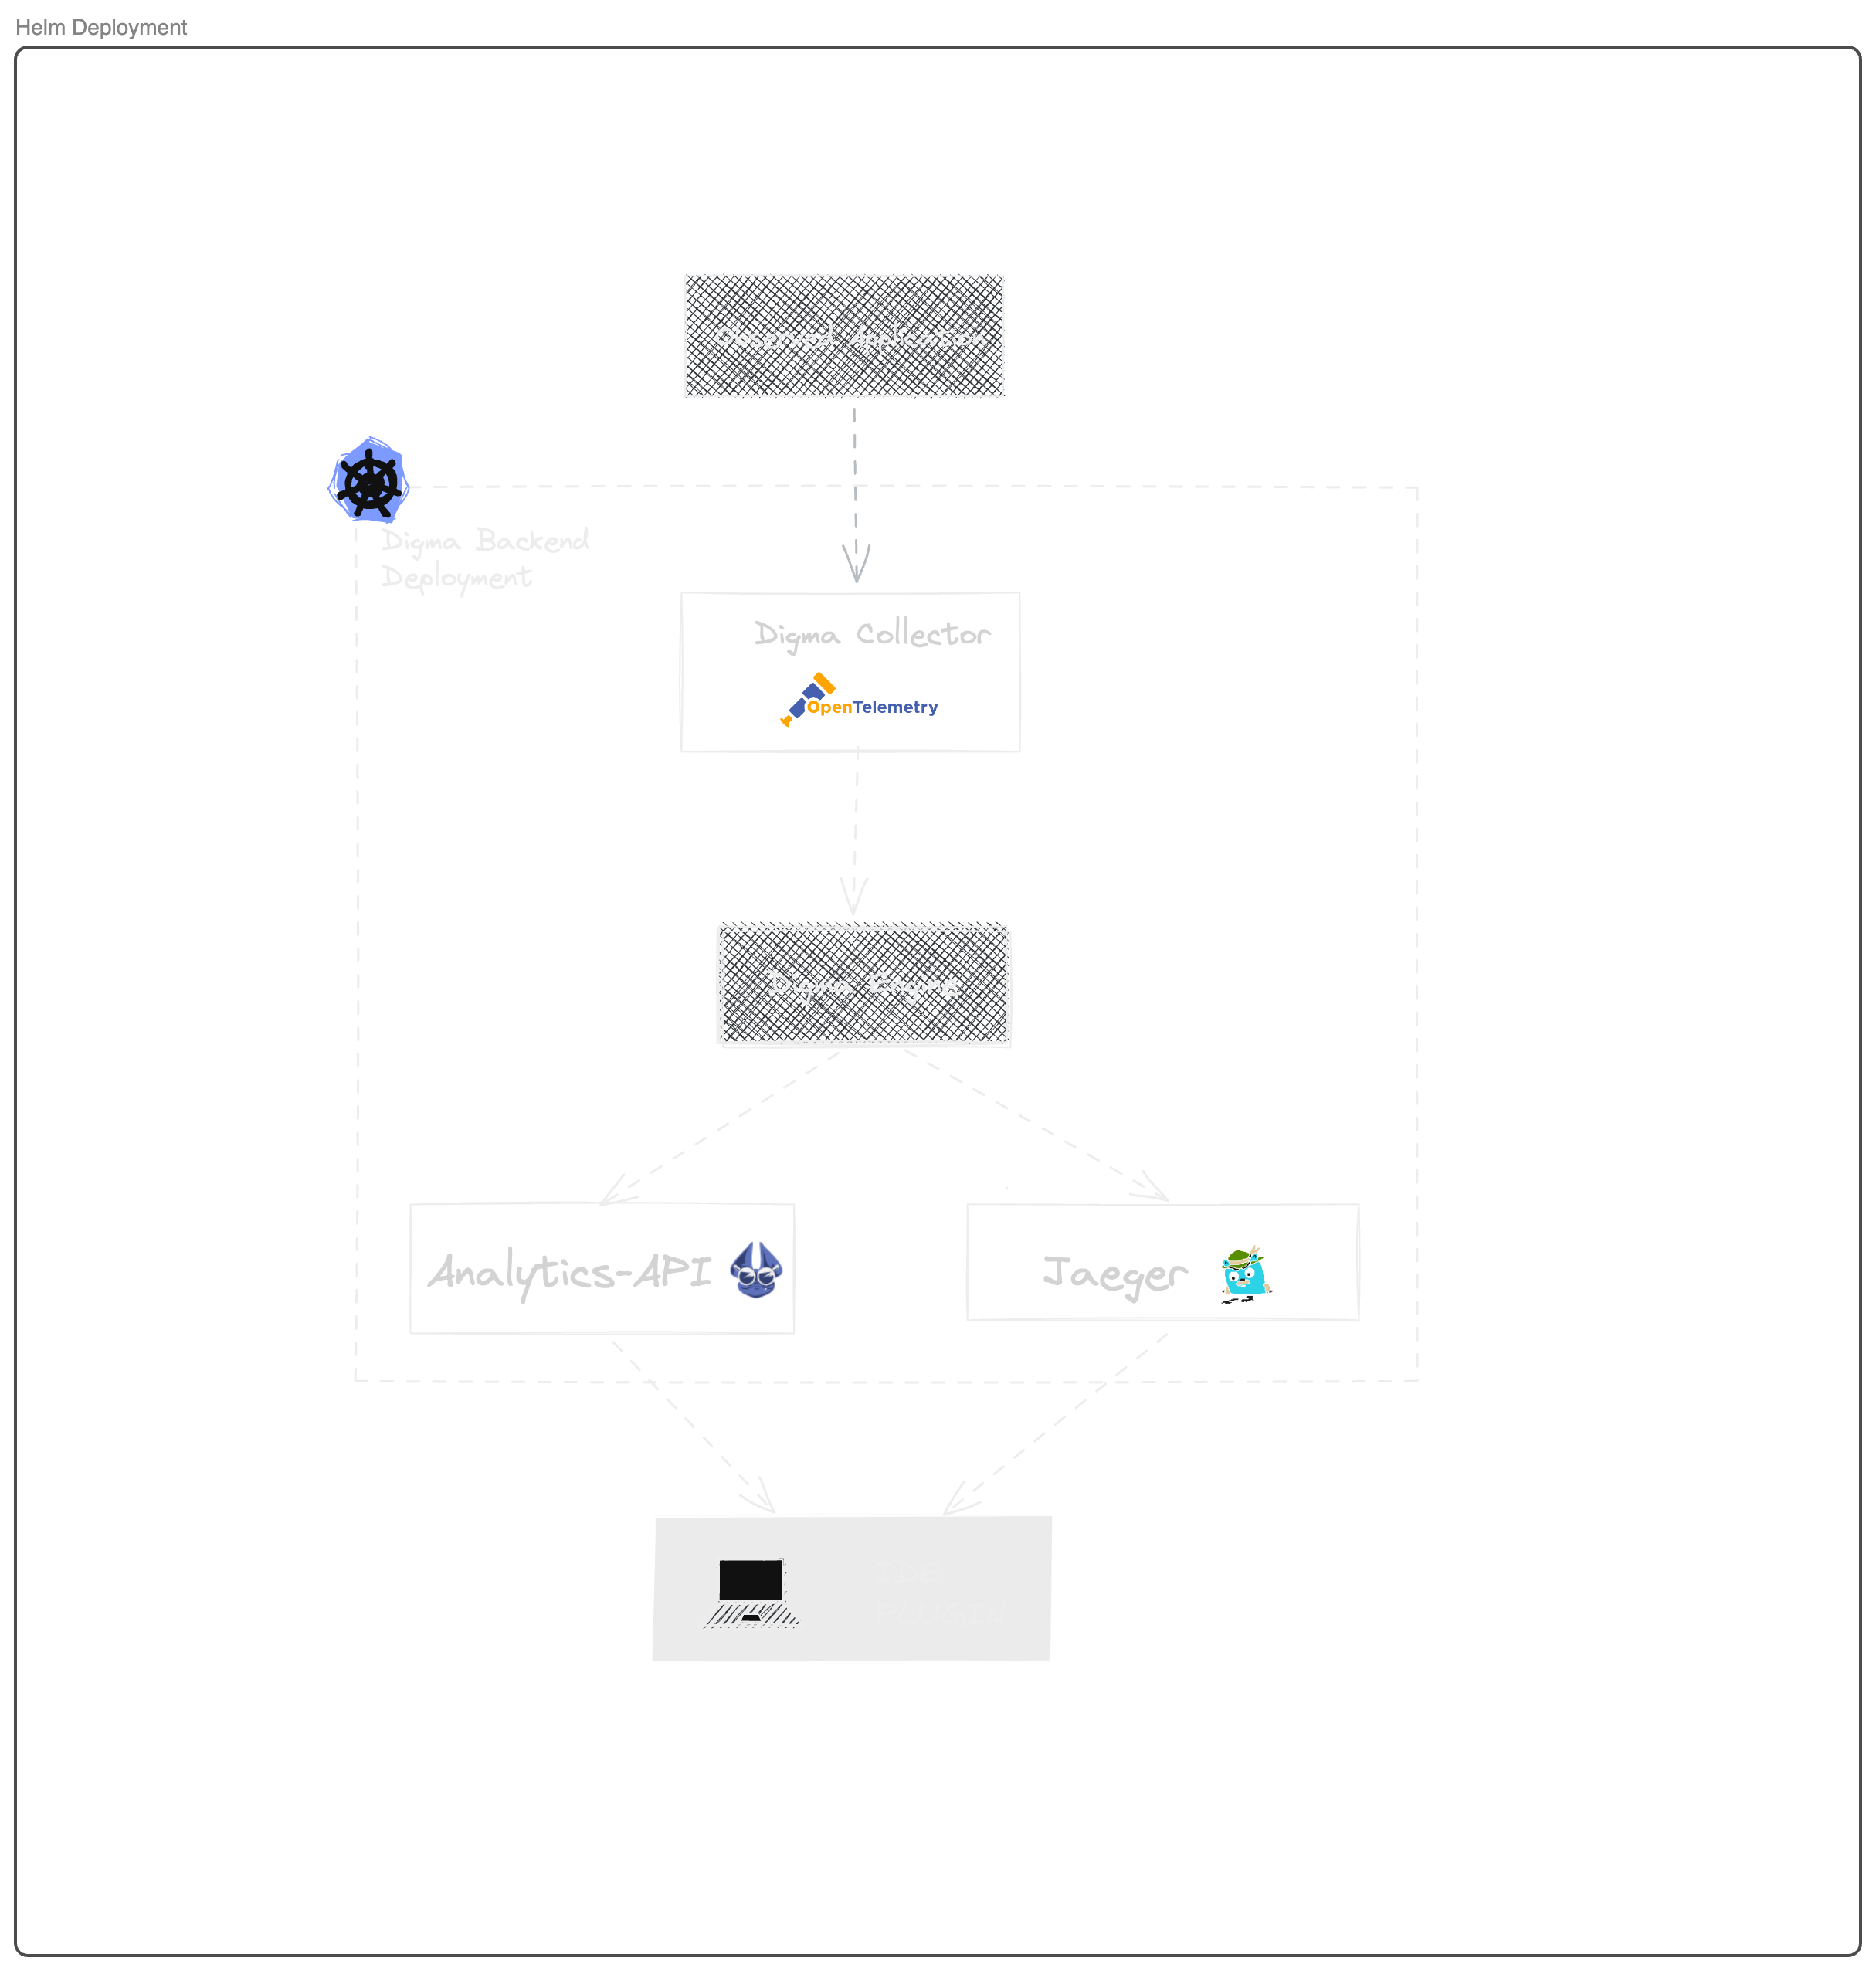 Helm Deployment
Observed Application
Digma Backend
Deployment
Digma Collector
OpenTelemetry
Digma Engine
Analytics-API
Jaeger
IDE
PLUGIN